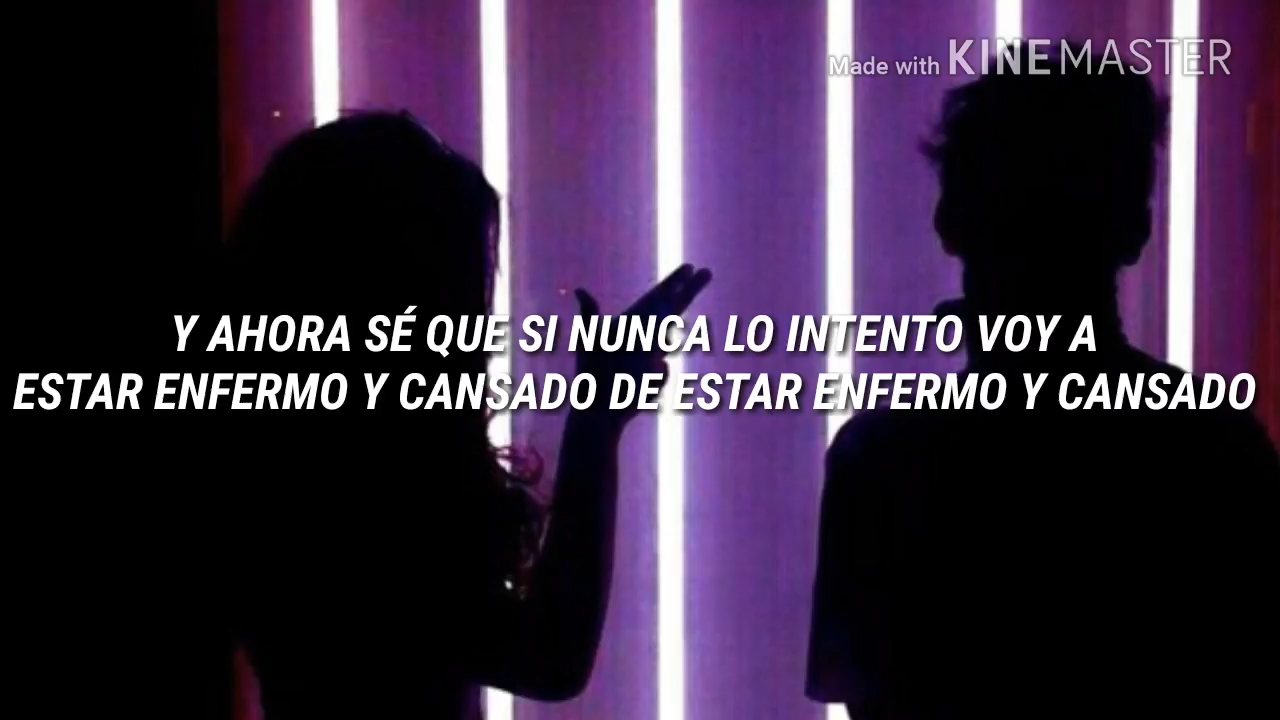 Made with KINEMASTER
Y AHORA SÉ QUE SI NUNCA LO INTENTO VOY A
ESTAR ENFERMO Y CANSADO DE ESTAR ENFERMO Y CANSADO